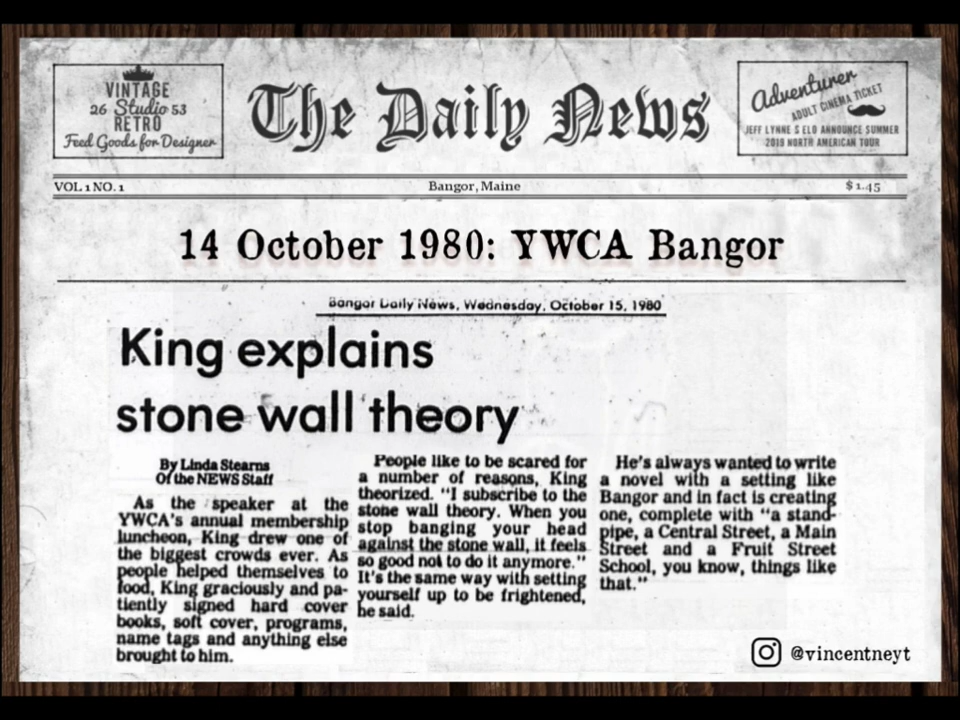 VINTAGE
26 Studio 53
RETRO
Feed Goods for Designer
The Daily News
Adventurer
ADULT CINEMA TICKET
JEFF LYNNE S ELO ANNOUNCE SUMMER
2019 NORTH AMERICAN TOUR
VOL 1 NO. 1
Bangor, Maine
$ 1.45
14 October 1980: YWCA Bangor
Bangor Daily News, Wednesday, October 15, 1980
King explains
stone wall theory
By Linda Stearns
Of the NEWS Staff
As the speaker at the
YWCA's annual membership
luncheon, King drew one of
the biggest crowds ever. As
people helped themselves to
food, King graciously and pa-
tiently signed hard cover
books, soft cover, programs,
name tags and anything else
brought to him.
People like to be scared for
a number of reasons, King
theorized. "I subscribe to the
stone wall theory. When you
stop banging your head
against the stone wall, it feels
so good not to do it anymore."
It's the same way with setting
yourself up to be frightened,
he said.
He's always wanted to write
a novel with a setting like
Bangor and in fact is creating
one, complete with "a stand-
pipe, a Central Street, a Main
Street and a Fruit Street
School, you know, things like
that."
@vincentneyt